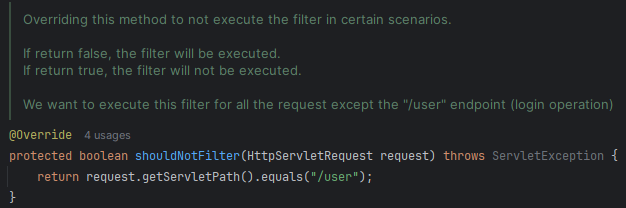 Overriding this method to not execute the filter in certain scenarios.
If return false, the filter will be executed.
If return true, the filter will not be executed.
We want to execute this filter for all the request except the "/user" endpoint (login operation)
@Override 4 usages
protected boolean shouldNotFilter(HttpServletRequest request) throws ServletException {
    return request.getServletPath().equals("/user");
}